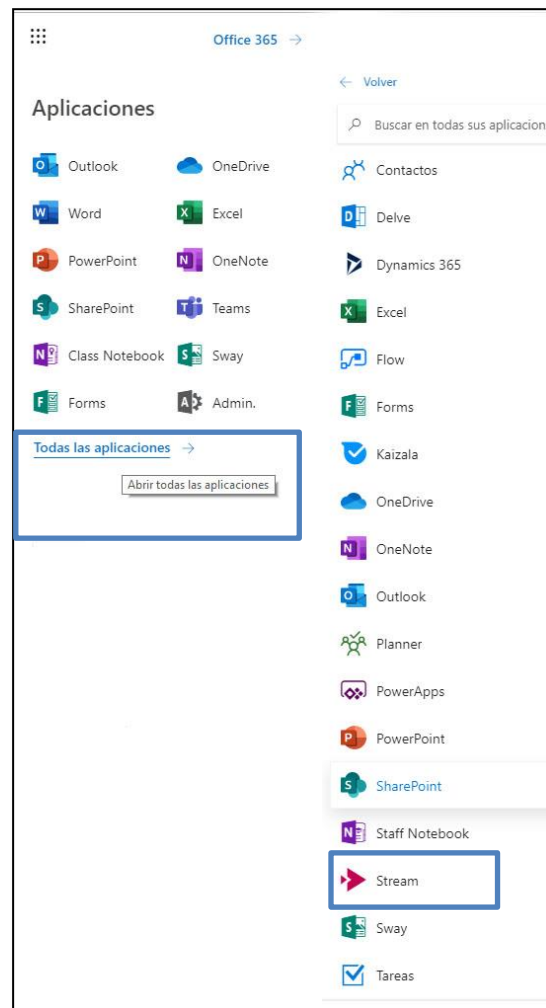 Office 365 →
Aplicaciones
Outlook
OneDrive
Word
Excel
PowerPoint
OneNote
SharePoint
Teams
Class Notebook
Sway
Forms
Admin.
Todas las aplicaciones →
Abrir todas las aplicaciones
← Volver
Buscar en todas sus aplicacion
Contactos
Delve
Dynamics 365
Excel
Flow
Forms
Kaizala
OneDrive
OneNote
Outlook
Planner
PowerApps
PowerPoint
SharePoint
Staff Notebook
Stream
Sway
Tareas